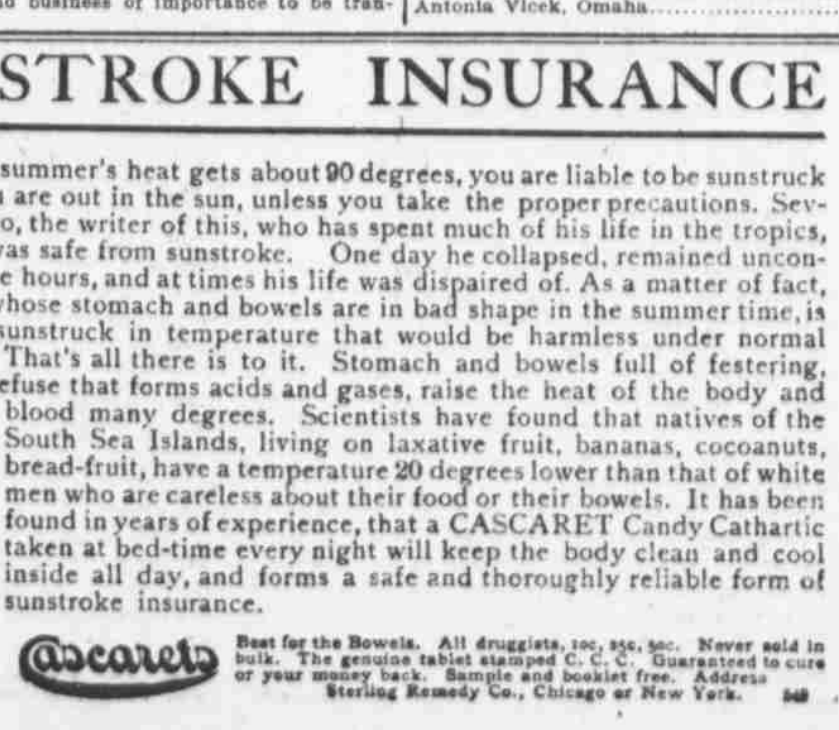 business of importance to be tran-
Antonia Vlcek, Omaha
STROKE INSURANCE
summer's heat gets about 90 degrees, you are liable to be sunstruck
are out in the sun, unless you take the proper precautions. Sev-
o, the writer of this, who has spent much of his life in the tropics,
was safe from sunstroke. One day he collapsed, remained uncon-
e hours, and at times his life was dispaired of. As a matter of fact,
whose stomach and bowels are in bad shape in the summer time, is
sunstruck in temperature that would be harmless under normal
That's all there is to it. Stomach and bowels full of festering,
efuse that forms acids and gases, raise the heat of the body and
blood many degrees. Scientists have found that natives of the
South Sea Islands, living on laxative fruit, bananas, cocoanuts,
bread-fruit, have a temperature 20 degrees lower than that of white
men who are careless about their food or their bowels. It has been
found in years of experience, that a CASCARET Candy Cathartic
taken at bed-time every night will keep the body clean and cool
inside all day, and forms a safe and thoroughly reliable form of
sunstroke insurance.
Cascarets
Best for the Bowels. All druggists, 10c, 25c, 50c. Never sold in
bulk. The genuine tablet stamped C. C. C. Guaranteed to cure
or your money back. Sample and booklet free. Address
Sterling Remedy Co., Chicago or New York.